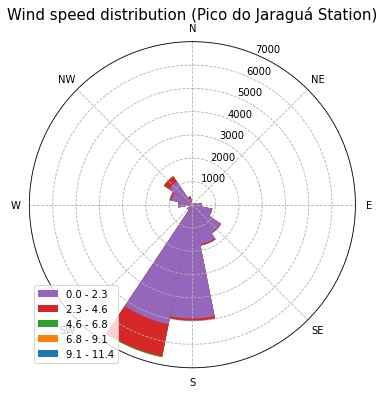 Wind speed distribution (Pico do Jaraguá Station)
N
7000
6000
5000
4000
3000
2000
1000
NW
NE
W
E
0.0 - 2.3
2.3 - 4.6
4.6 - 6.8
6.8 - 9.1
9.1 - 11.4
SW
SE
S